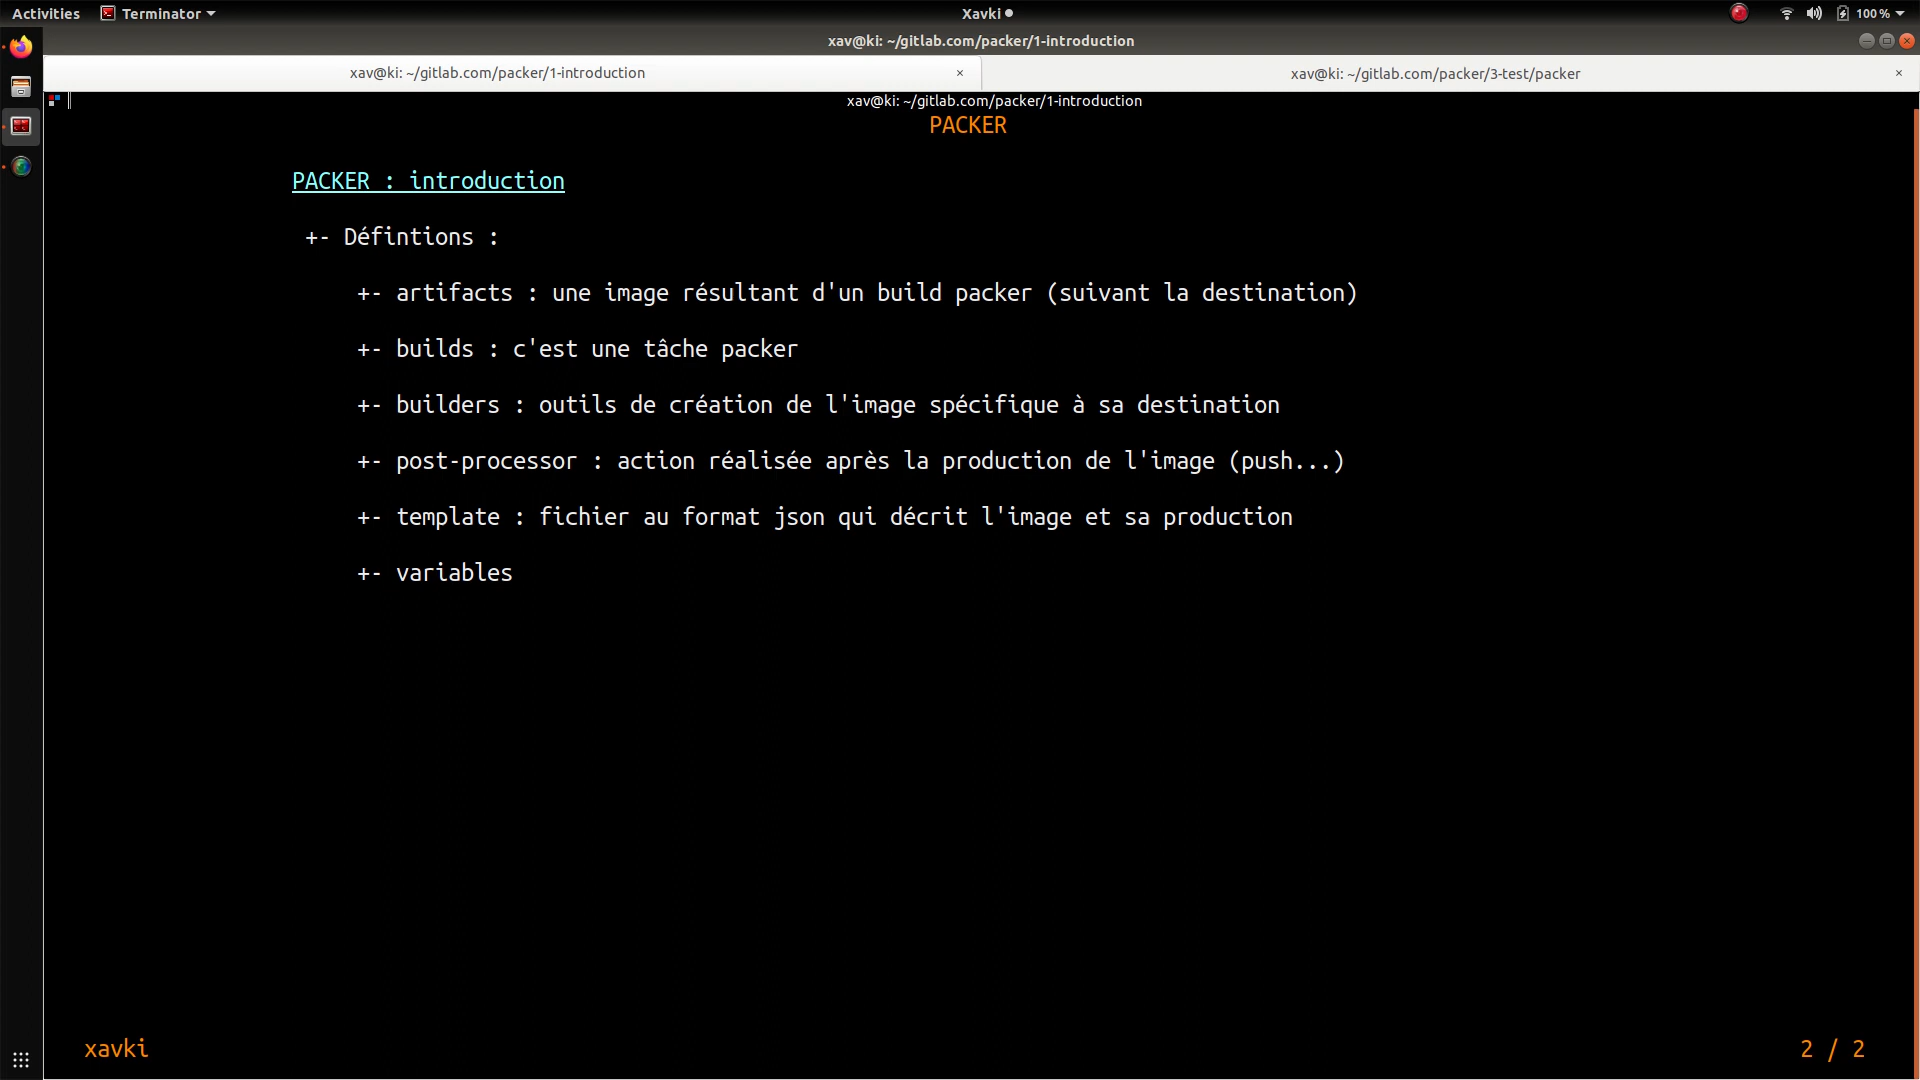 Activities Terminator Xavki 100 %
xav@ki: ~/gitlab.com/packer/1-introduction
xav@ki: ~/gitlab.com/packer/1-introduction × xav@ki: ~/gitlab.com/packer/3-test/packer ×
xav@ki: ~/gitlab.com/packer/1-introduction
PACKER
PACKER : introduction
+- Défintions :
+- artifacts : une image résultant d'un build packer (suivant la destination)
+- builds : c'est une tâche packer
+- builders : outils de création de l'image spécifique à sa destination
+- post-processor : action réalisée après la production de l'image (push...)
+- template : fichier au format json qui décrit l'image et sa production
+- variables
xavki 2 / 2